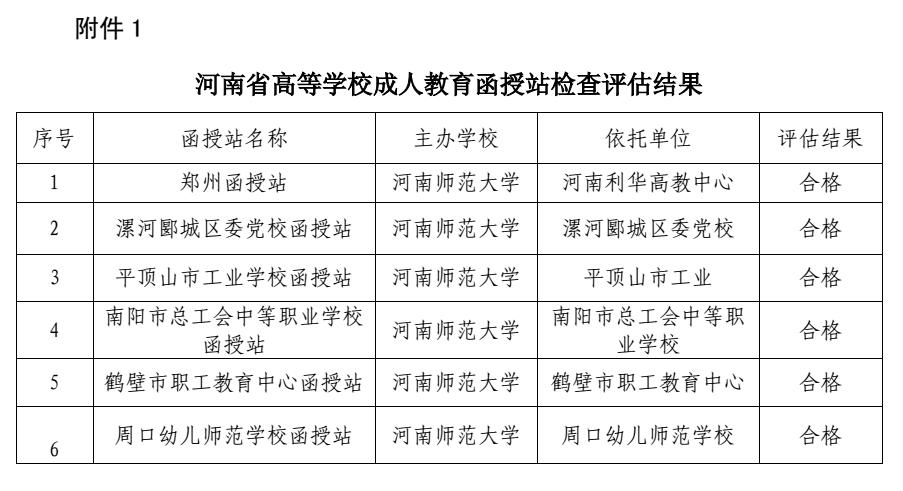 附件 1
河南省高等学校成人教育函授站检查评估结果
序号 函授站名称 主办学校 依托单位 评估结果
1 郑州函授站 河南师范大学 河南利华高教中心 合格
2 漯河郾城区委党校函授站 河南师范大学 漯河郾城区委党校 合格
3 平顶山市工业学校函授站 河南师范大学 平顶山市工业 合格
4 南阳市总工会中等职业学校函授站 河南师范大学 南阳市总工会中等职业学校 合格
5 鹤壁市职工教育中心函授站 河南师范大学 鹤壁市职工教育中心 合格
6 周口幼儿师范学校函授站 河南师范大学 周口幼儿师范学校 合格